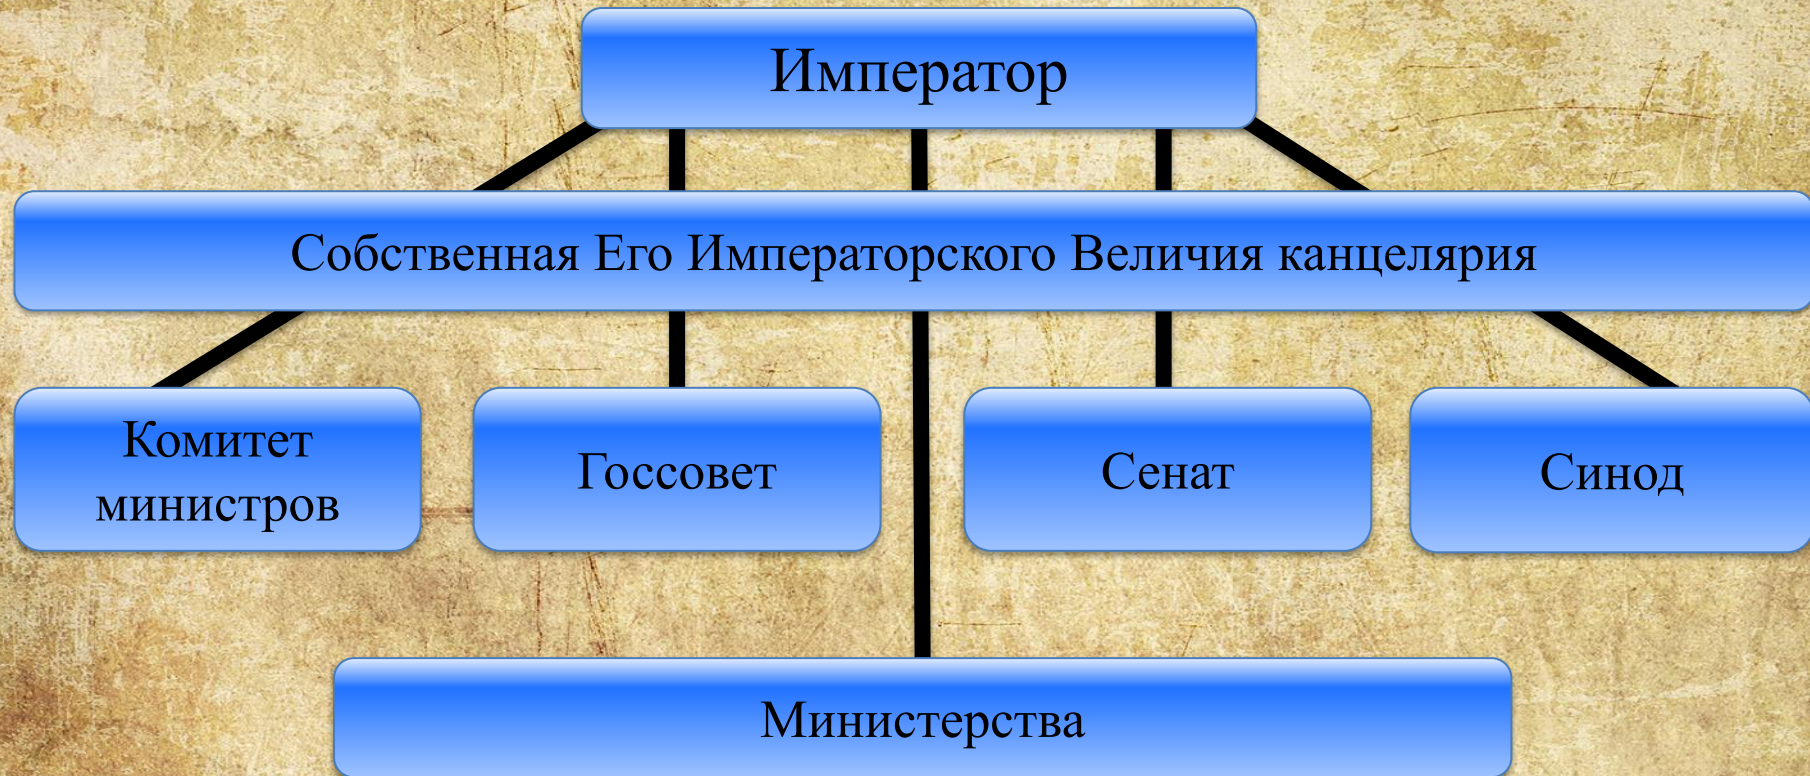 Император
Собственная Его Императорского Величия канцелярия
Комитет
министров
Госсовет
Сенат
Синод
Министерства